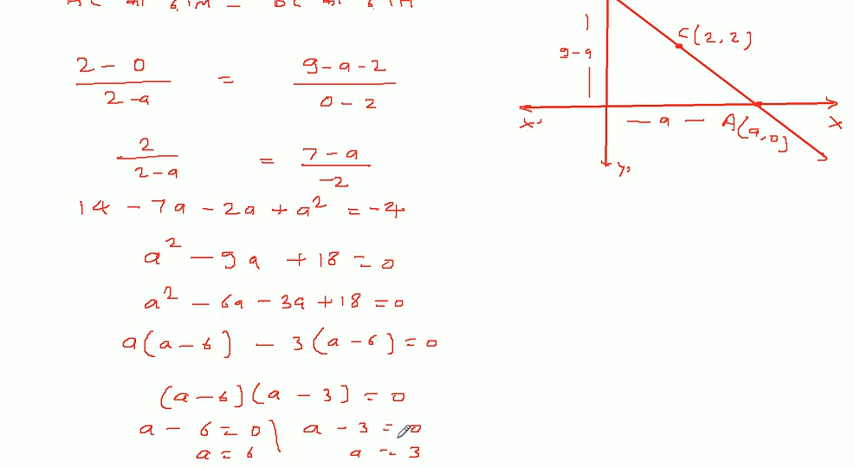 2 - 0 / 2 - a = 9 - a - 2 / 0 - 2
2 / 2 - a = 7 - a / -2
14 - 7a - 2a + a² = -4
a² - 9a + 18 = 0
a² - 6a - 3a + 18 = 0
a(a - 6) - 3(a - 6) = 0
(a - 6)(a - 3) = 0
a - 6 = 0 \ a - 3 = 0
a = 6 a = 3
C(2, 2)
9 - a
X' - a - A(a, 0) X
Y'